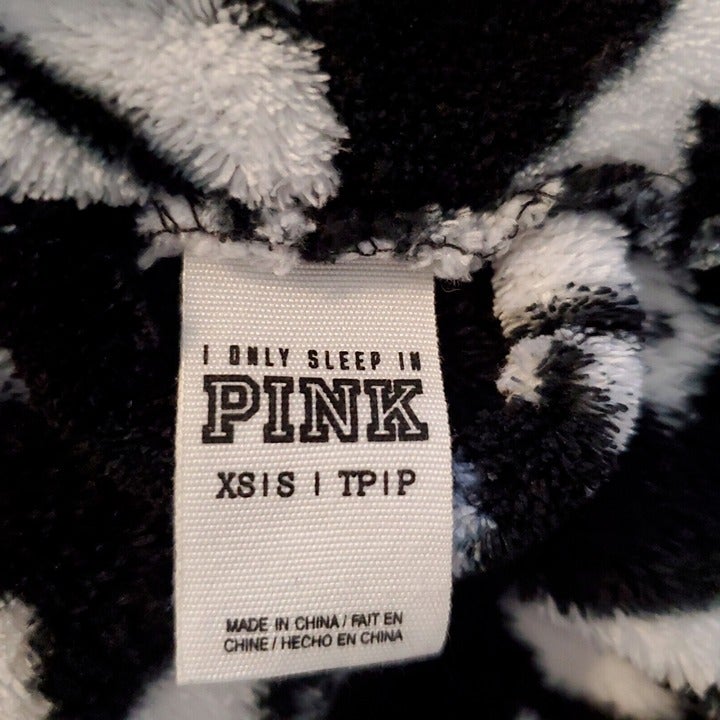 I ONLY SLEEP IN
PINK
XS|S | TP|P
MADE IN CHINA / FAIT EN
CHINE / HECHO EN CHINA